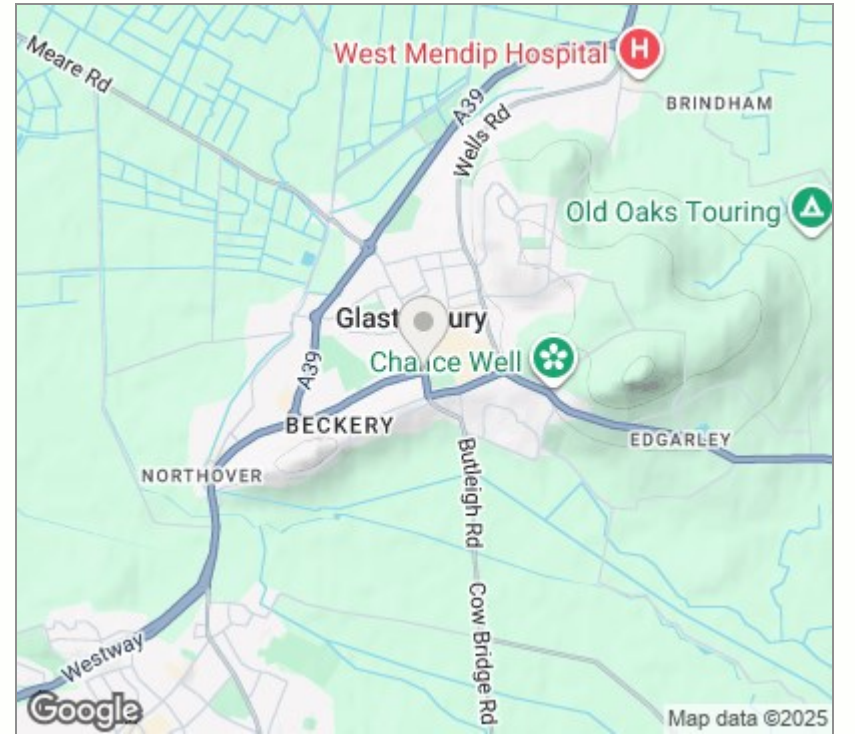 West Mendip Hospital
H
Meare Rd
A39
Wells Rd
BRINDHAM
Old Oaks Touring
Glast ury
Chalice Well
A39
BECKERY
EDGARLEY
NORTHOVER
Butleigh Rd
Cow Bridge Rd
Westway
Google
Map data ©2025